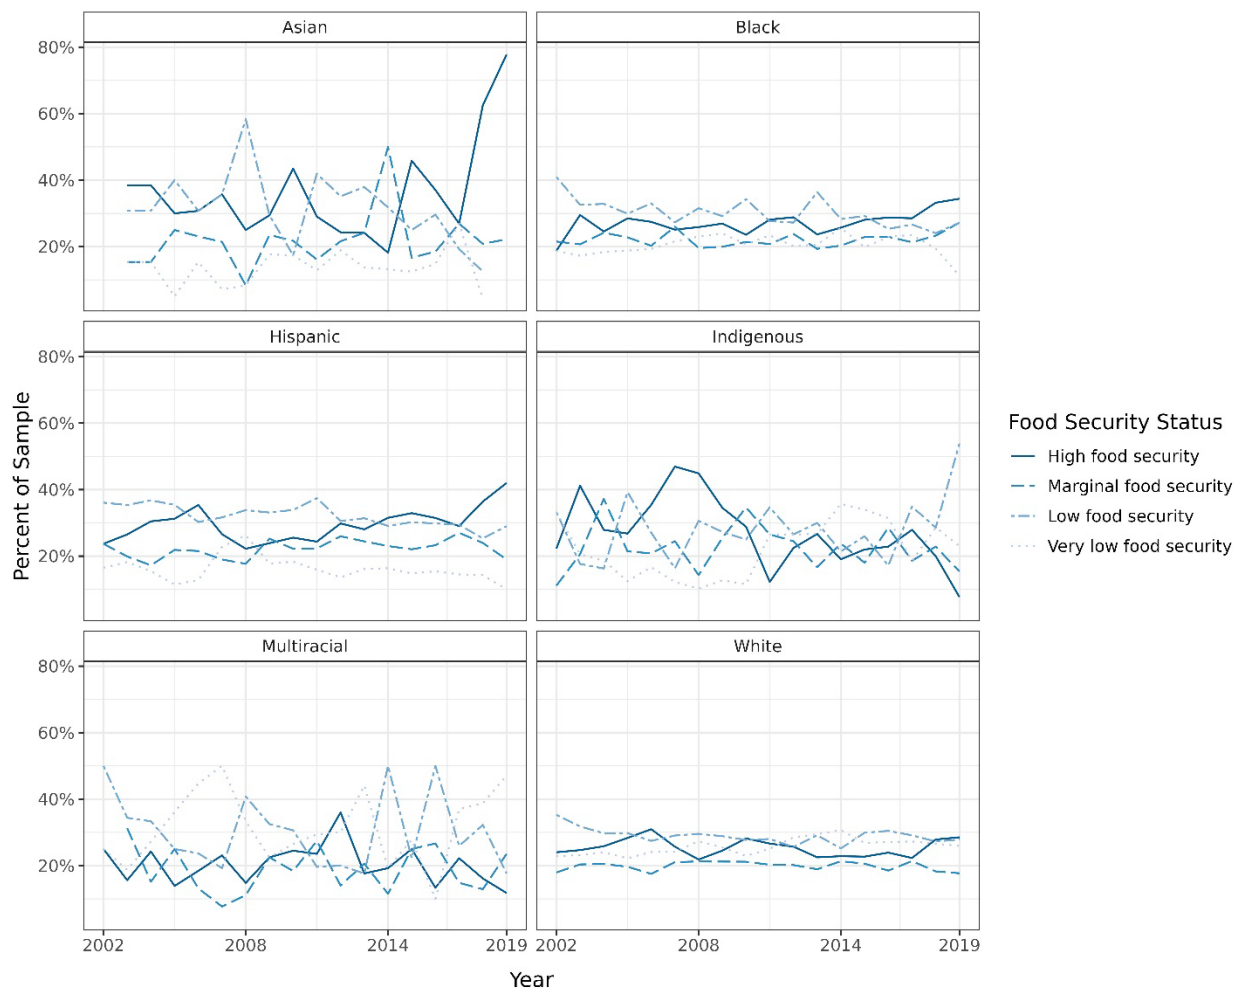 Asian
Black
80%
60%
40%
20%
Hispanic
Indigenous
80%
60%
40%
20%
Multiracial
White
80%
60%
40%
20%
2002 2008 2014 2019
2002 2008 2014 2019
Year
Percent of Sample
Food Security Status
High food security
Marginal food security
Low food security
Very low food security